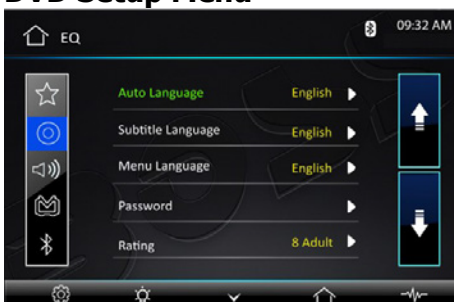 DVD Setup Menu
EQ
09:32 AM
Auto Language English
Subtitle Language English
Menu Language English
Password
Rating 8 Adult